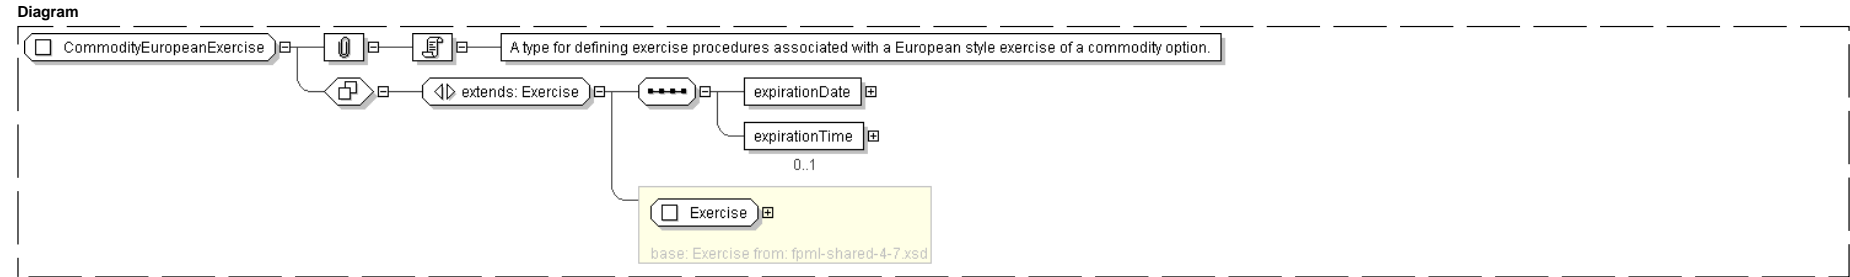 Diagram
CommodityEuropeanExercise
A type for defining exercise procedures associated with a European style exercise of a commodity option.
extends: Exercise
expirationDate
expirationTime
0..1
Exercise
base: Exercise from: fpml-shared-4-7.xsd